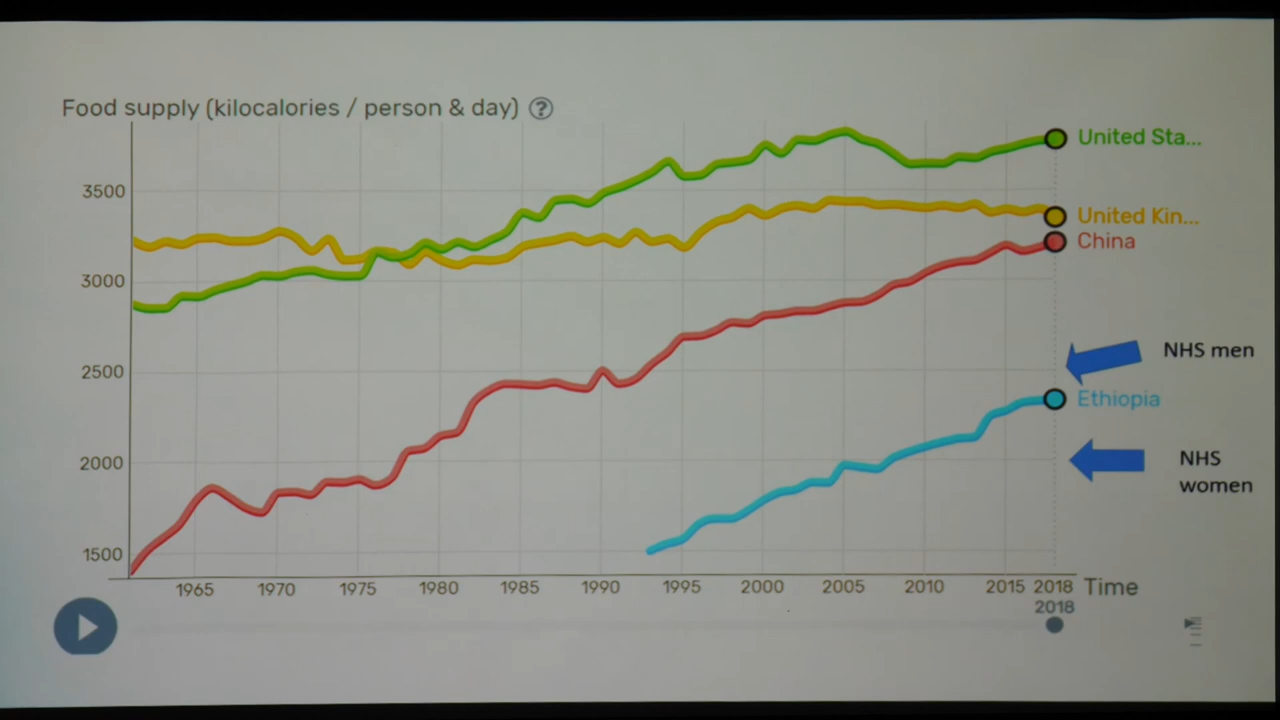 Food supply (kilocalories / person & day) ?
United Sta...
3500
United Kin...
China
3000
NHS men
2500
Ethiopia
2000
NHS
women
1500
1965 1970 1975 1980 1985 1990 1995 2000 2005 2010 2015 2018 Time
2018